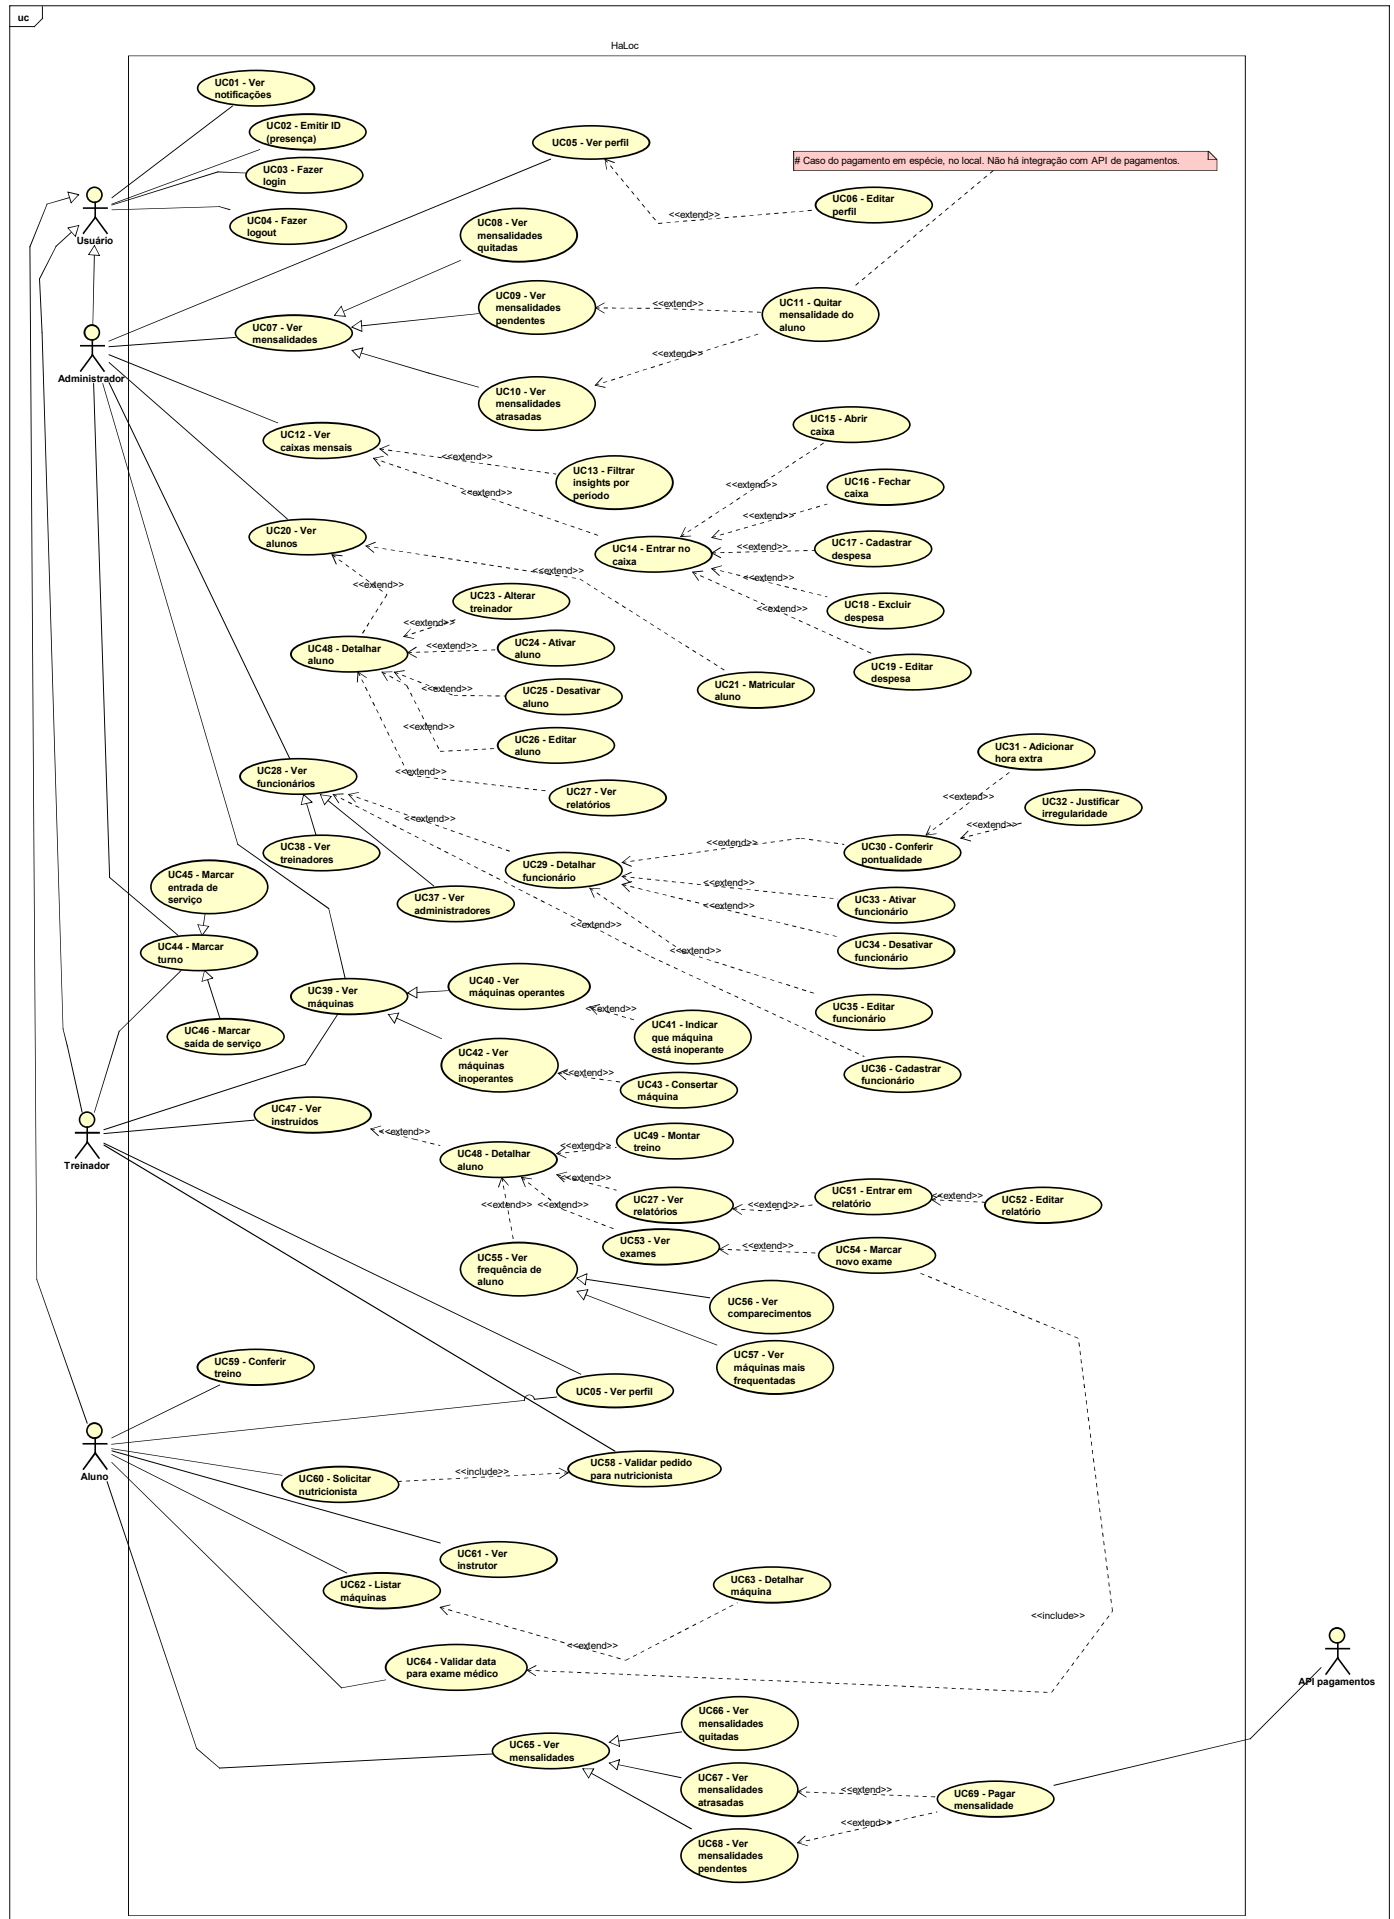 uc
HaLoc
UC01 - Ver
notificações
UC02 - Emitir ID
(presença)
UC03 - Fazer
login
UC04 - Fazer
logout
Usuário
UC05 - Ver perfil
# Caso do pagamento em espécie, no local. Não há integração com API de pagamentos.
<<extend>>
UC06 - Editar
perfil
UC08 - Ver
mensalidades
quitadas
UC09 - Ver
mensalidades
pendentes
<<extend>>
UC11 - Quitar
mensalidade do
aluno
UC07 - Ver
mensalidades
<<extend>>
Administrador
UC10 - Ver
mensalidades
atrasadas
UC12 - Ver
caixas mensais
<<extend>>
UC13 - Filtrar
insights por
período
<<extend>>
UC15 - Abrir
caixa
<<extend>>
UC16 - Fechar
caixa
<<extend>>
UC14 - Entrar no
caixa
<<extend>>
UC17 - Cadastrar
despesa
<<extend>>
UC18 - Excluir
despesa
<<extend>>
UC19 - Editar
despesa
UC20 - Ver
alunos
<<extend>>
<<extend>>
UC23 - Alterar
treinador
<<extend>>
UC48 - Detalhar
aluno
<<extend>>
UC24 - Ativar
aluno
<<extend>>
UC25 - Desativar
aluno
UC21 - Matricular
aluno
<<extend>>
UC26 - Editar
aluno
<<extend>>
UC27 - Ver
relatórios
UC28 - Ver
funcionários
UC31 - Adicionar
hora extra
<<extend>>
UC32 - Justificar
irregularidade
<<extend>>
<<extend>>
<<extend>>
UC30 - Conferir
pontualidade
UC38 - Ver
treinadores
UC29 - Detalhar
funcionário
UC45 - Marcar
entrada de
serviço
UC37 - Ver
administradores
<<extend>>
UC33 - Ativar
funcionário
<<extend>>
<<extend>>
UC34 - Desativar
funcionário
<<extend>>
UC44 - Marcar
turno
UC39 - Ver
máquinas
UC40 - Ver
máquinas operantes
UC35 - Editar
funcionário
UC46 - Marcar
saída de serviço
<<extend>>
UC41 - Indicar
que máquina
está inoperante
UC42 - Ver
máquinas
inoperantes
<<extend>>
UC43 - Consertar
máquina
UC36 - Cadastrar
funcionário
Treinador
UC47 - Ver
instruídos
<<extend>>
UC48 - Detalhar
aluno
<<extend>>
UC49 - Montar
treino
<<extend>>
UC27 - Ver
relatórios
<<extend>>
UC51 - Entrar em
relatório
<<extend>>
UC52 - Editar
relatório
<<extend>>
<<extend>>
UC53 - Ver
exames
<<extend>>
UC54 - Marcar
novo exame
UC55 - Ver
frequência de
aluno
UC56 - Ver
comparecimentos
UC57 - Ver
máquinas mais
frequentadas
UC59 - Conferir
treino
UC05 - Ver perfil
Aluno
UC60 - Solicitar
nutricionista
<<include>>
UC58 - Validar pedido
para nutricionista
UC61 - Ver
instrutor
UC62 - Listar
máquinas
UC63 - Detalhar
máquina
<<extend>>
<<include>>
UC64 - Validar data
para exame médico
API pagamentos
UC66 - Ver
mensalidades
quitadas
UC65 - Ver
mensalidades
UC67 - Ver
mensalidades
atrasadas
<<extend>>
UC69 - Pagar
mensalidade
<<extend>>
UC68 - Ver
mensalidades
pendentes